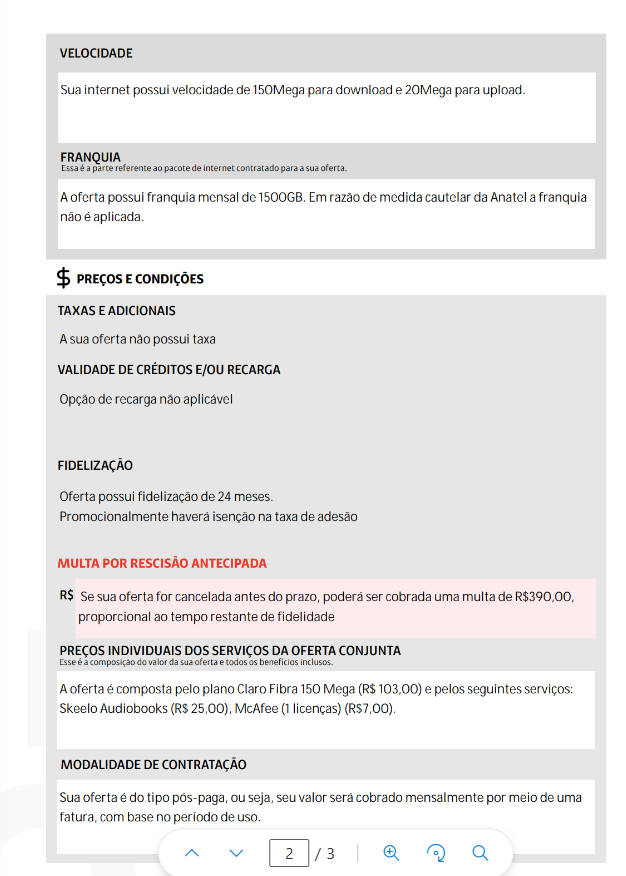 VELOCIDADE
Sua internet possui velocidade de 150Mega para download e 20Mega para upload.
FRANQUIA
Essa é a parte referente ao pacote de internet contratado para a sua oferta.
A oferta possui franquia mensal de 1500GB. Em razão de medida cautelar da Anatel a franquia
não é aplicada.
$ PREÇOS E CONDIÇÕES
TAXAS E ADICIONAIS
A sua oferta não possui taxa
VALIDADE DE CRÉDITOS E/OU RECARGA
Opção de recarga não aplicável
FIDELIZAÇÃO
Oferta possui fidelização de 24 meses.
Promocionalmente haverá isenção na taxa de adesão
MULTA POR RESCISÃO ANTECIPADA
R$ Se sua oferta for cancelada antes do prazo, poderá ser cobrada uma multa de R$390,00,
proporcional ao tempo restante de fidelidade
PREÇOS INDIVIDUAIS DOS SERVIÇOS DA OFERTA CONJUNTA
Esse é a composição do valor da sua oferta e todos os benefícios inclusos.
A oferta é composta pelo plano Claro Fibra 150 Mega (R$ 103,00) e pelos seguintes serviços:
Skeelo Audiobooks (R$ 25,00), McAfee (1 licenças) (R$7,00).
MODALIDADE DE CONTRATAÇÃO
Sua oferta é do tipo pós-paga, ou seja, seu valor será cobrado mensalmente por meio de uma
fatura, com base no período de uso.
2 / 3